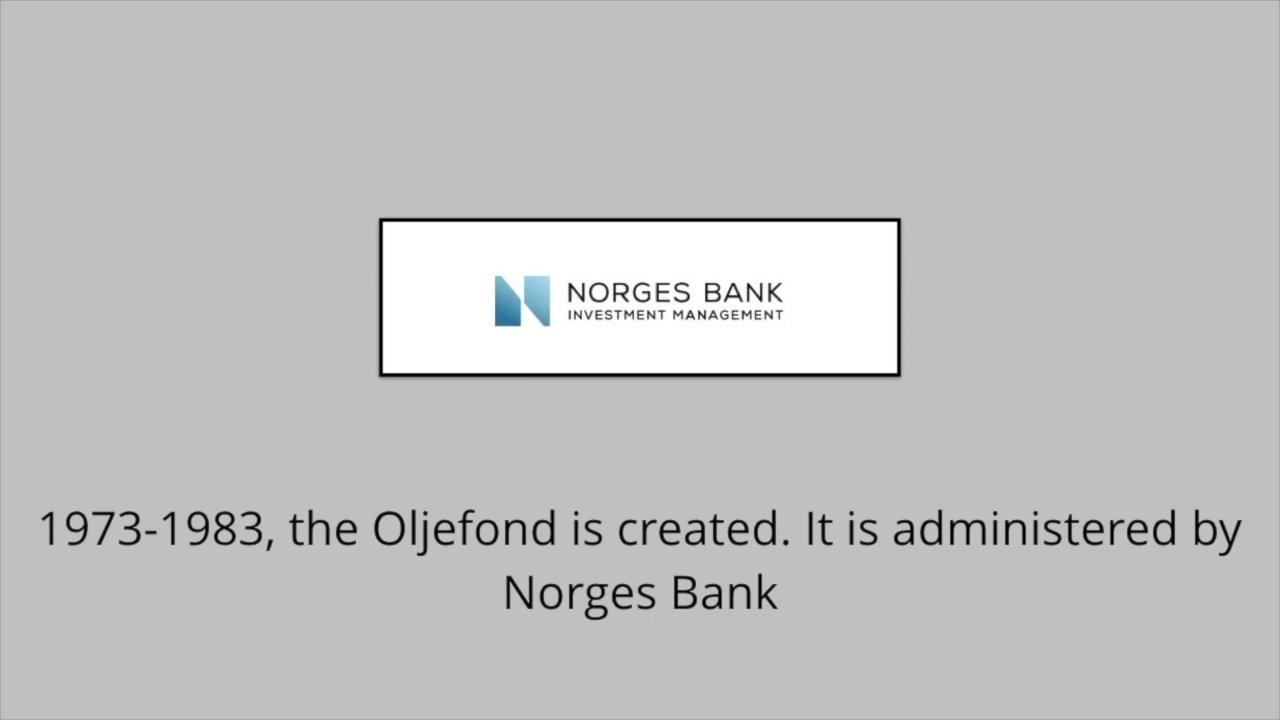 NORGES BANK
INVESTMENT MANAGEMENT
1973-1983, the Oljefond is created. It is administered by
Norges Bank